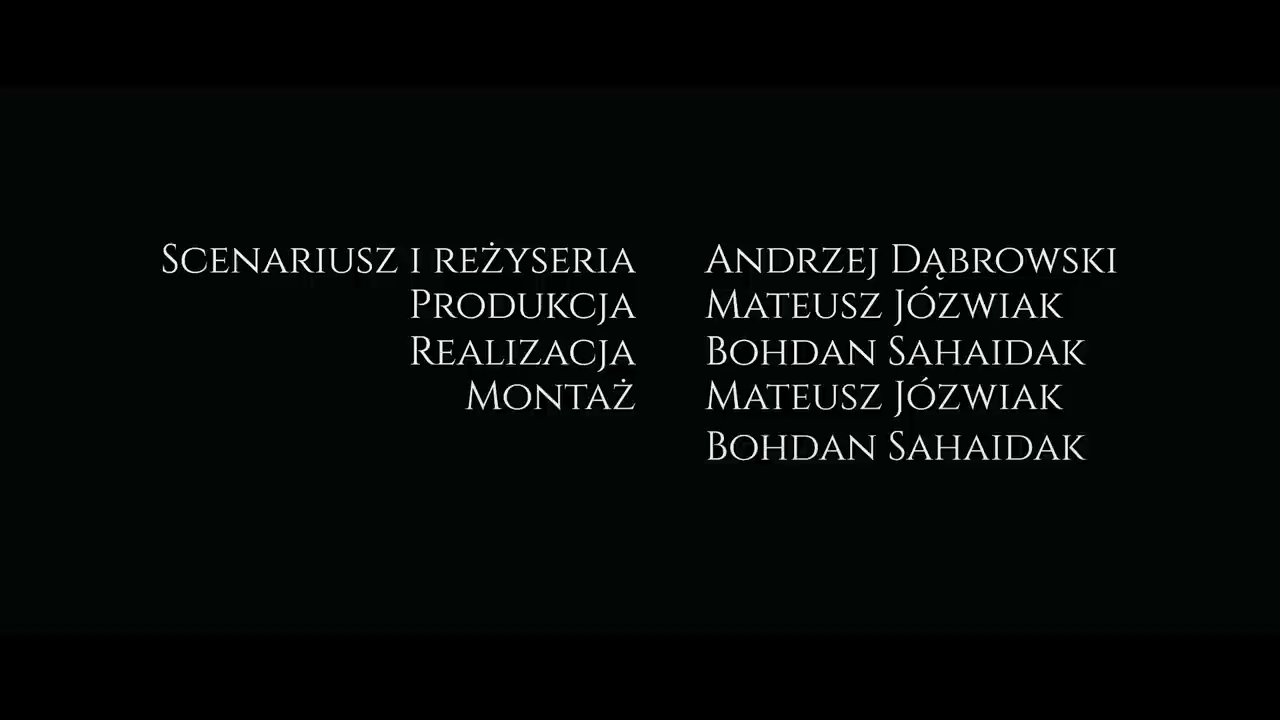 Scenariusz i reżyseria Andrzej Dąbrowski
Produkcja Mateusz Józwiak
Realizacja Bohdan Sahaidak
Montaż Mateusz Józwiak
Bohdan Sahaidak